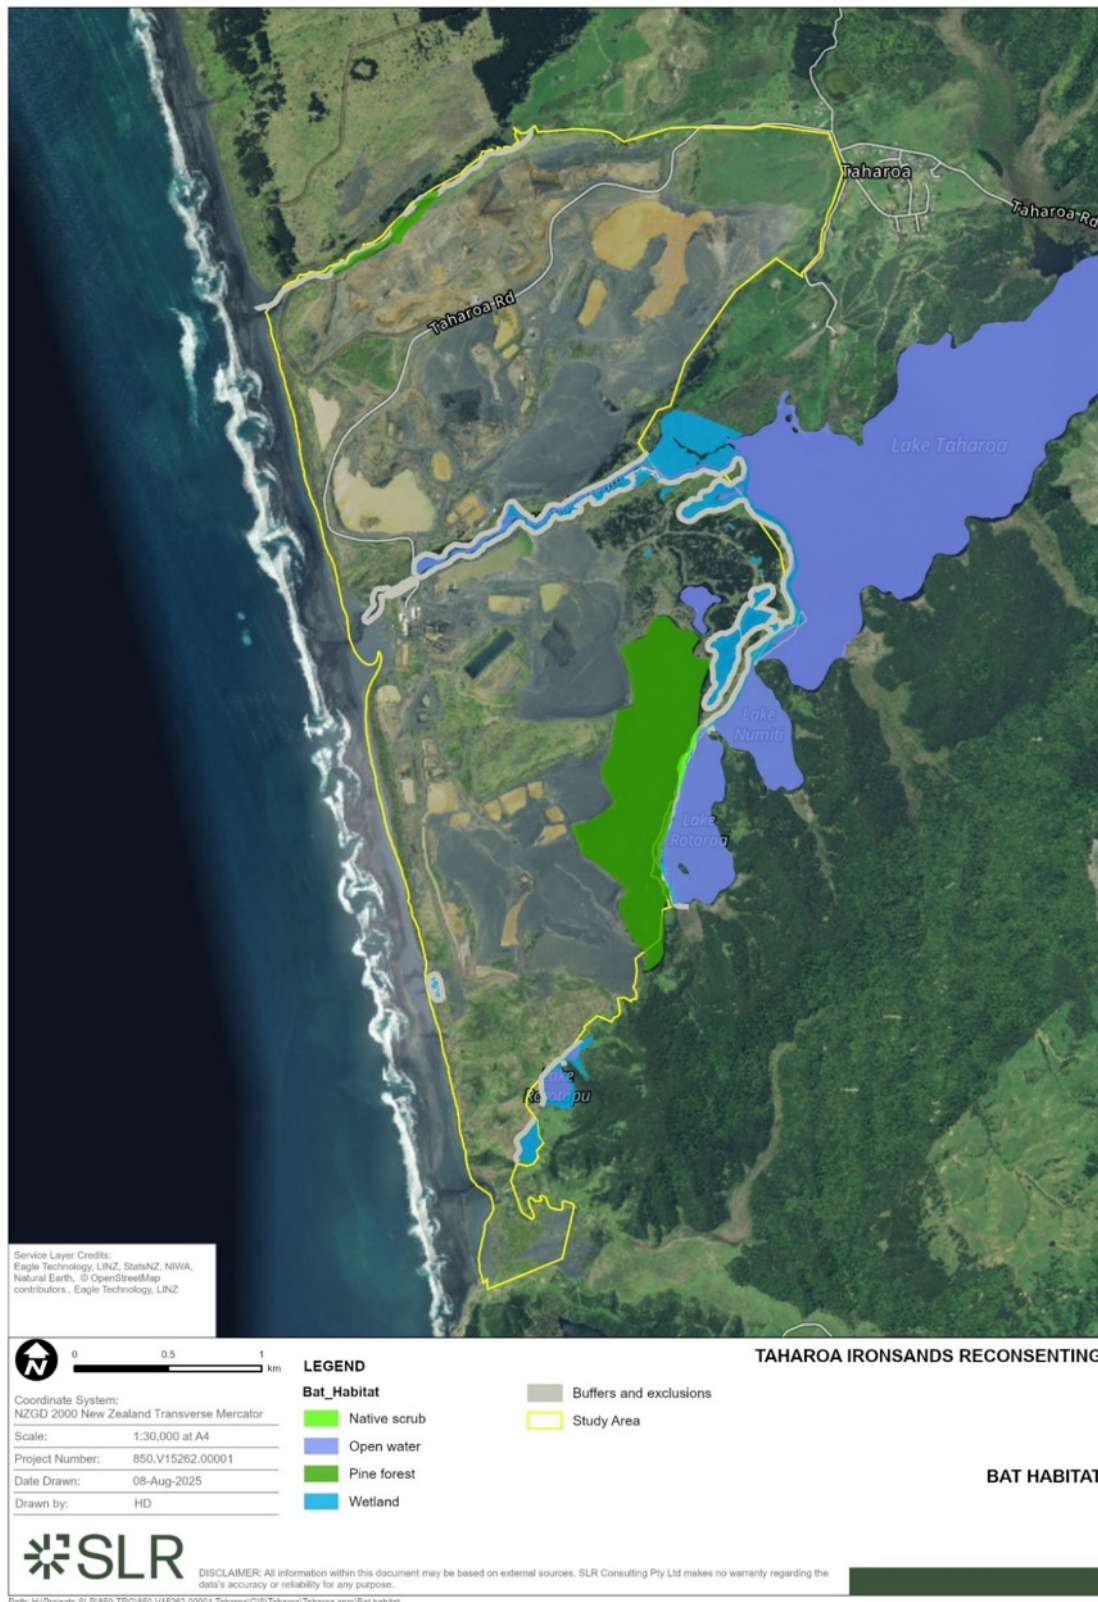 Taharoa
Taharoa Rd
Taharoa Rd
Lake Taharoa
Lake
Numiti
Lake
Rotoroa
Lake
Service Layer Credits:
Eagle Technology, LINZ, StatsNZ, NIWA,
Natural Earth, © OpenStreetMap
contributors., Eagle Technology, LINZ
N
0 0.5 1
km
Coordinate System:
NZGD 2000 New Zealand Transverse Mercator
Scale: 1:30,000 at A4
Project Number: 850.V15262.00001
Date Drawn: 08-Aug-2025
Drawn by: HD
LEGEND
Bat_Habitat
Native scrub
Open water
Pine forest
Wetland
Buffers and exclusions
Study Area
TAHAROA IRONSANDS RECONSENTING
BAT HABITAT
SLR
DISCLAIMER: All information within this document may be based on external sources. SLR Consulting Pty Ltd makes no warranty regarding the
data's accuracy or reliability for any purpose.